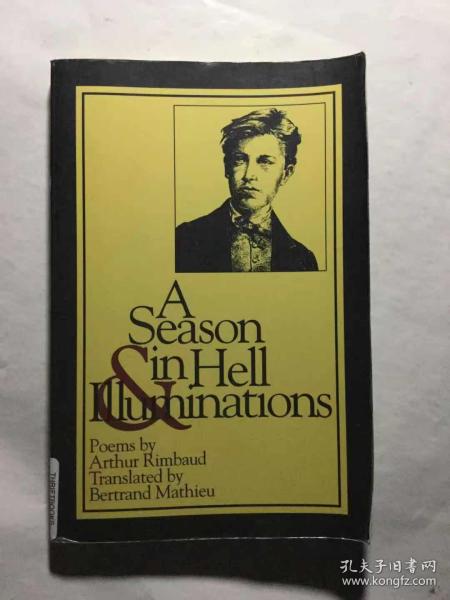 A
Season
& in Hell
Illuminations
Poems by
Arthur Rimbaud
Translated by
Bertrand Mathieu
THRIFTBOOKS
孔夫子旧书网
www.kongfz.com